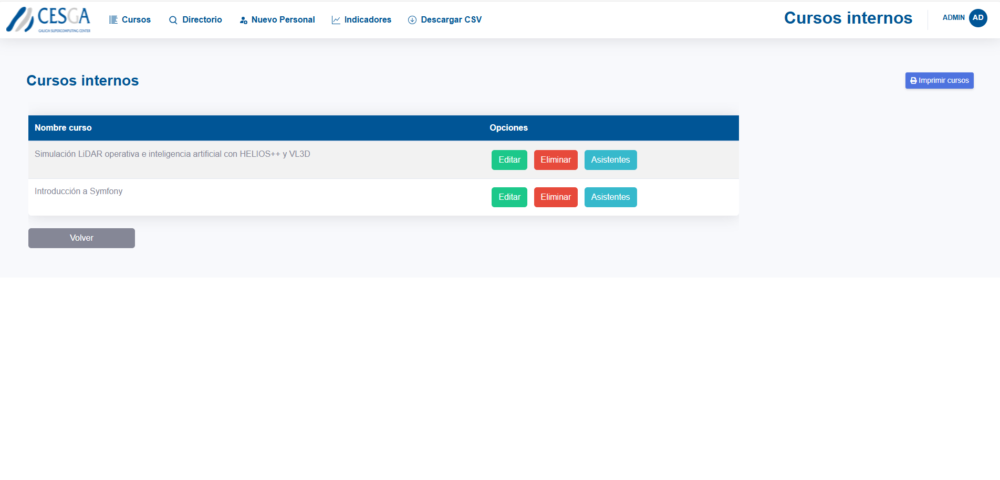 CESGA
GALICIA SUPERCOMPUTING CENTER
Cursos
Directorio
Nuevo Personal
Indicadores
Descargar CSV
Cursos internos
ADMIN
AD
Cursos internos
Imprimir cursos
Nombre curso
Opciones
Simulación LiDAR operativa e inteligencia artificial con HELIOS++ y VL3D
Editar
Eliminar
Asistentes
Introducción a Symfony
Editar
Eliminar
Asistentes
Volver